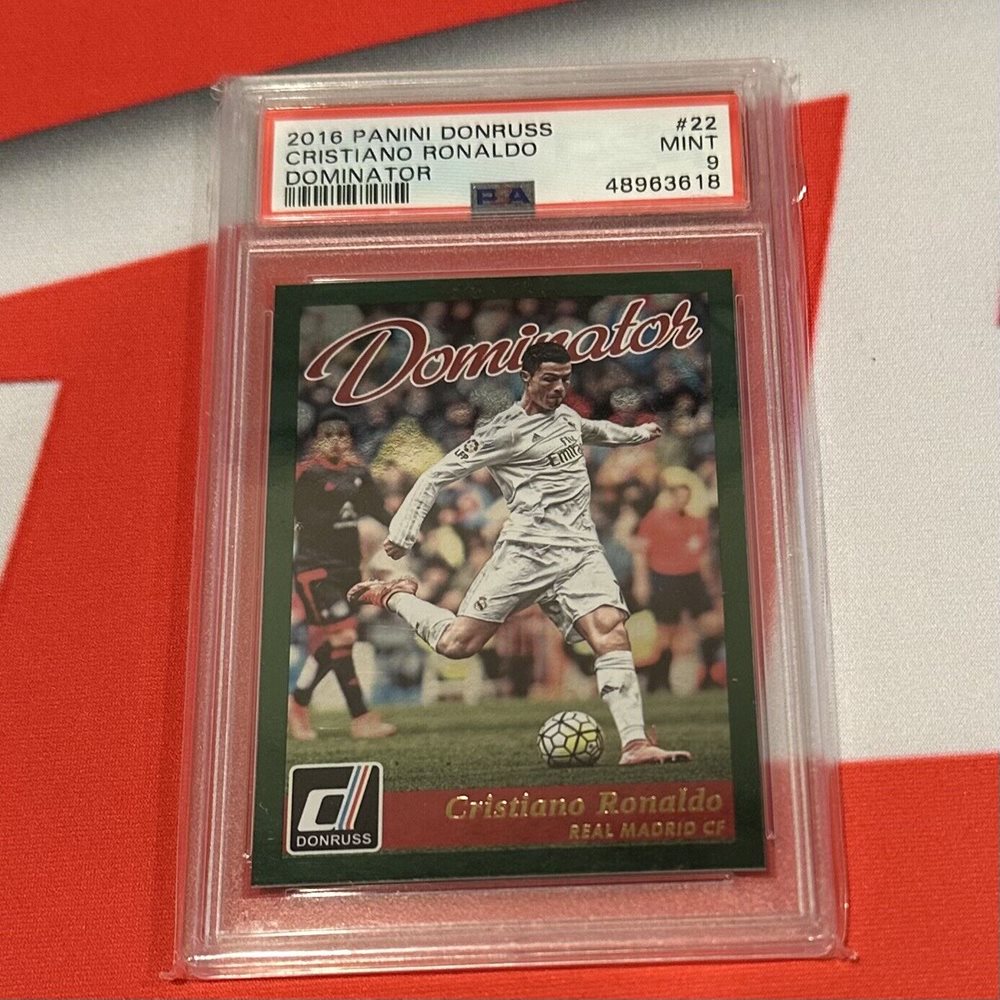 2016 PANINI DONRUSS #22
CRISTIANO RONALDO MINT
DOMINATOR 9
PSA 48963618
Dominator
Fly
Emirates
LFP
D
DONRUSS
Cristiano Ronaldo
REAL MADRID CF